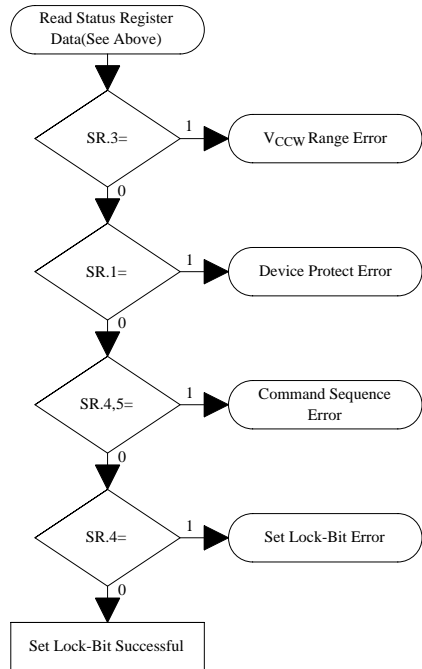 Read Status Register
Data(See Above)
SR.3=
1
VCCW Range Error
0
SR.1=
1
Device Protect Error
0
SR.4,5=
1
Command Sequence
Error
0
SR.4=
1
Set Lock-Bit Error
0
Set Lock-Bit Successful